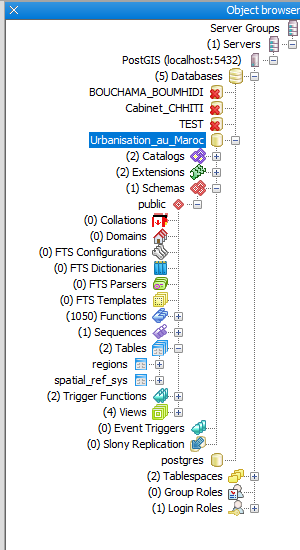 Object browser
Server Groups
(1) Servers
PostGIS (localhost:5432)
(5) Databases
BOUCHAMA_BOUMHIDI
Cabinet_CHHITI
TEST
Urbanisation_au_Maroc
(2) Catalogs
(2) Extensions
(1) Schemas
public
(0) Collations
(0) Domains
(0) FTS Configurations
(0) FTS Dictionaries
(0) FTS Parsers
(0) FTS Templates
(1050) Functions
(1) Sequences
(2) Tables
regions
spatial_ref_sys
(2) Trigger Functions
(4) Views
(0) Event Triggers
(0) Slony Replication
postgres
(2) Tablespaces
(0) Group Roles
(1) Login Roles